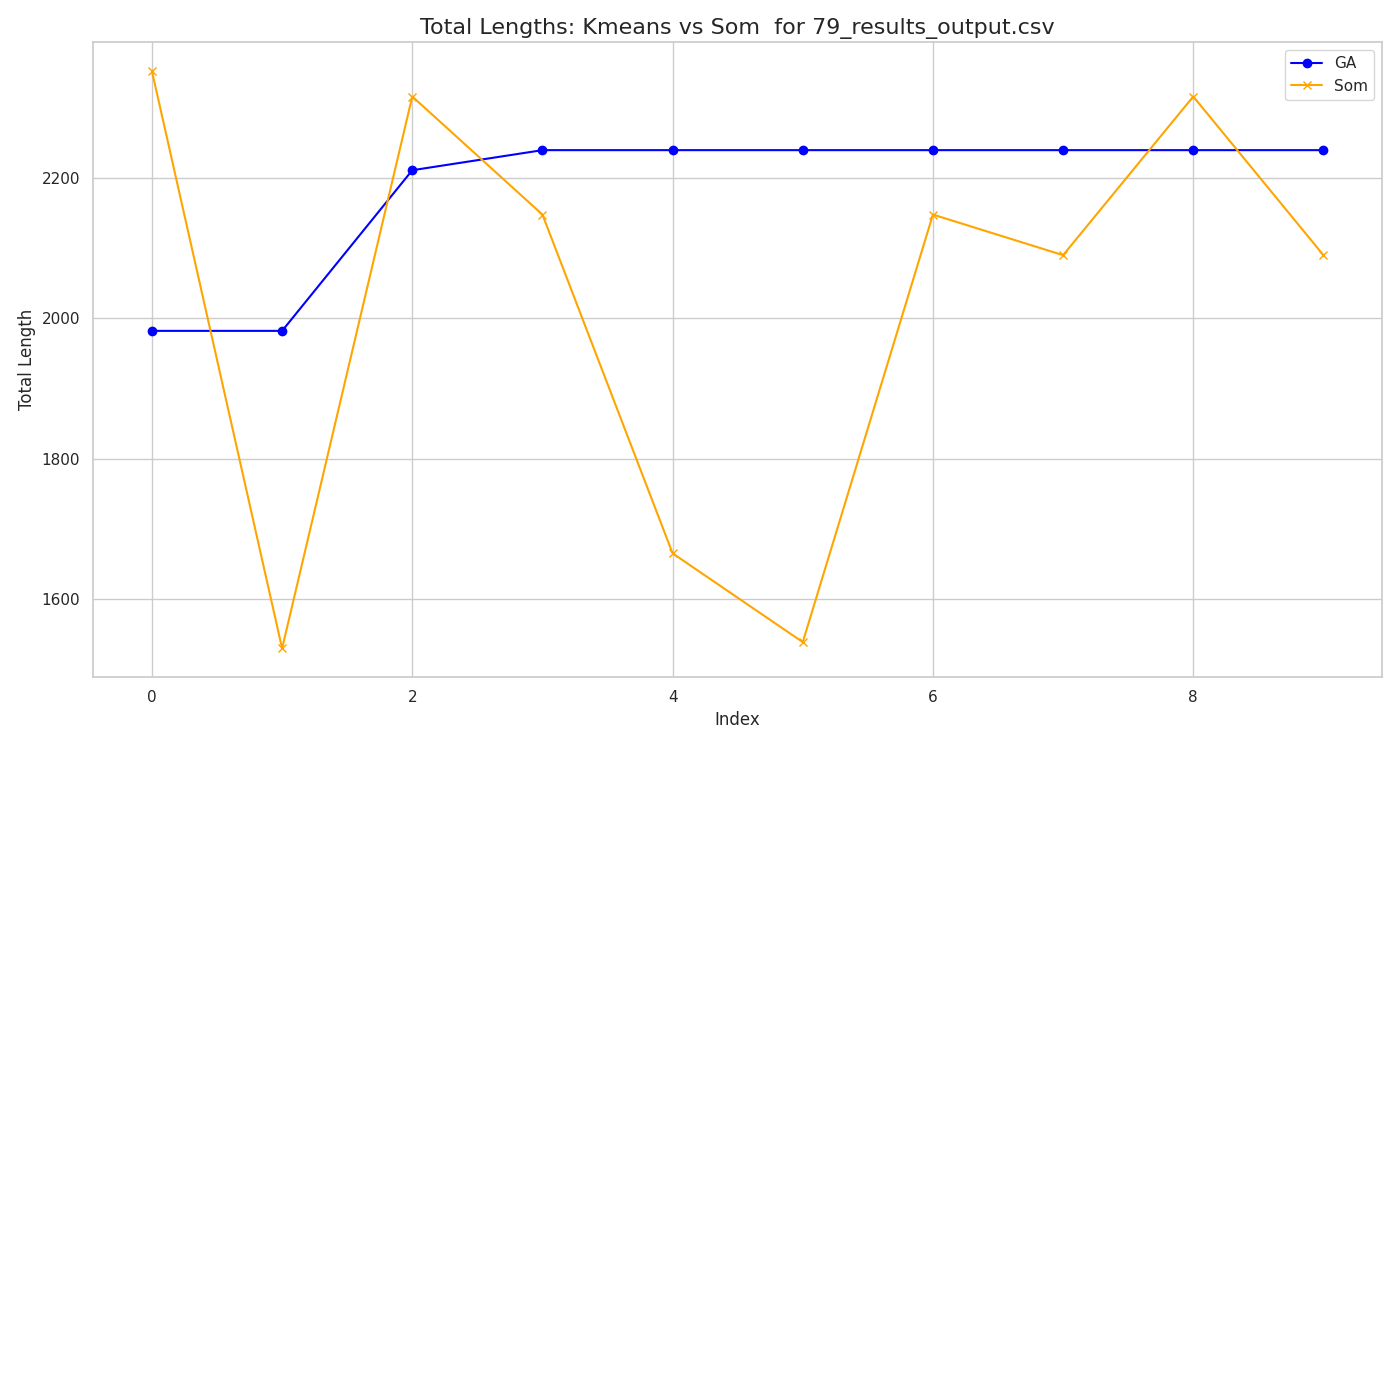 Total Lengths: Kmeans vs Som  for 79_results_output.csv
GA
Som
2200
2000
1800
1600
Total Length
0 2 4 6 8
Index